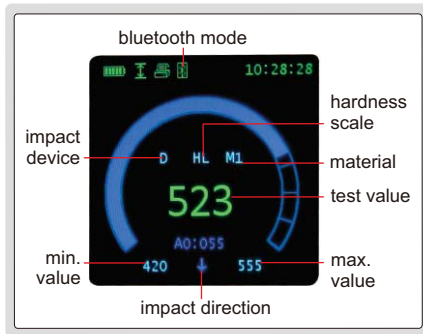 bluetooth mode
10:28:28
hardness
scale
impact
device
D HL M1
material
523
test value
A0:055
min.
value
420
555
max.
value
impact direction